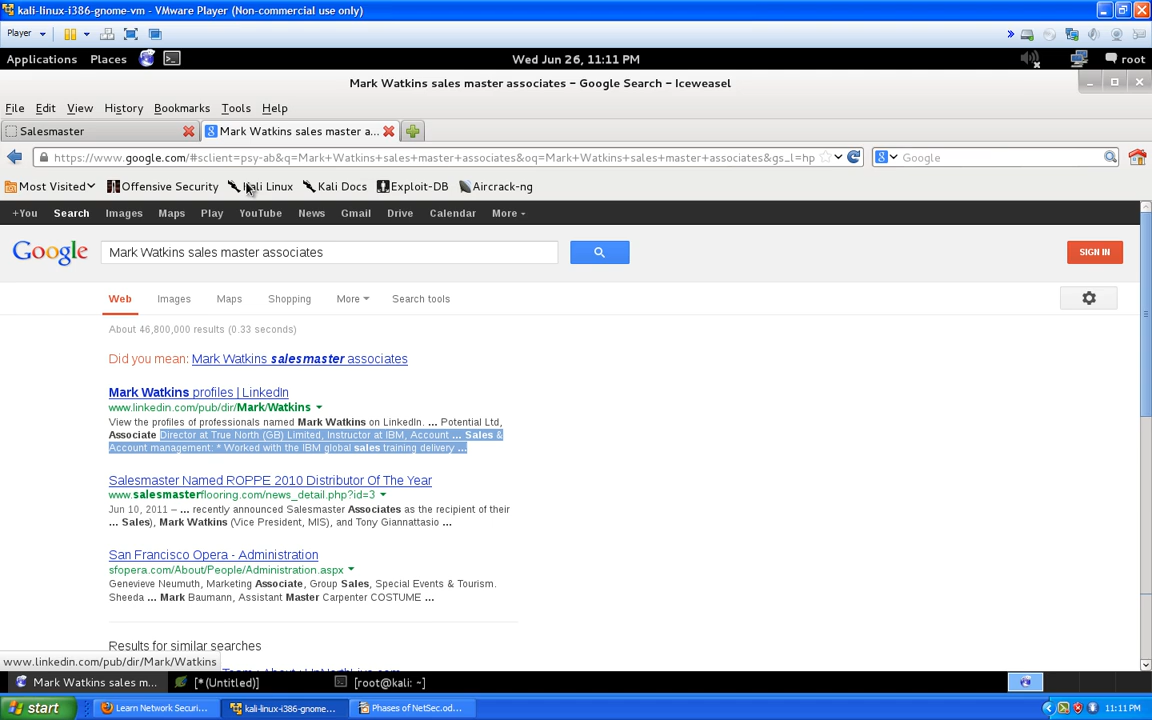 kali-linux-i386-gnome-vm - VMware Player (Non-commercial use only)
Player
»
Applications Places Wed Jun 26, 11:11 PM root
Mark Watkins sales master associates - Google Search - Iceweasel
File Edit View History Bookmarks Tools Help
Salesmaster Mark Watkins sales master a...
https://www.google.com/#sclient=psy-ab&q=Mark+Watkins+sales+master+associates&oq=Mark+Watkins+sales+master+associates&gs_l=hp Google
Most Visited Offensive Security Kali Linux Kali Docs Exploit-DB Aircrack-ng
+You Search Images Maps Play YouTube News Gmail Drive Calendar More
Google Mark Watkins sales master associates SIGN IN
Web Images Maps Shopping More Search tools
About 46,800,000 results (0.33 seconds)
Did you mean: Mark Watkins salesmaster associates
Mark Watkins profiles | LinkedIn
www.linkedin.com/pub/dir/Mark/Watkins
View the profiles of professionals named Mark Watkins on LinkedIn. ... Potential Ltd,
Associate Director at True North (GB) Limited, Instructor at IBM, Account ... Sales &
Account management: * Worked with the IBM global sales training delivery ...
Salesmaster Named ROPPE 2010 Distributor Of The Year
www.salesmasterflooring.com/news_detail.php?id=3
Jun 10, 2011 – ... recently announced Salesmaster Associates as the recipient of their
... Sales), Mark Watkins (Vice President, MIS), and Tony Giannattasio ...
San Francisco Opera - Administration
sfopera.com/About/People/Administration.aspx
Genevieve Neumuth, Marketing Associate, Group Sales, Special Events & Tourism.
Sheeda ... Mark Baumann, Assistant Master Carpenter COSTUME ...
Results for similar searches
www.linkedin.com/pub/dir/Mark/Watkins
Mark Watkins sales m... [*(Untitled)] [root@kali: ~]
start Learn Network Securi... kali-linux-i386-gnome... Phases of NetSec.od... 11:11 PM